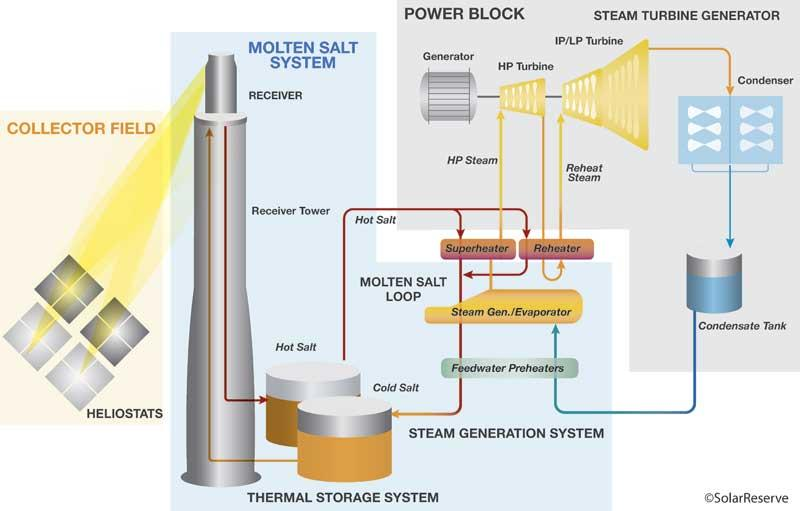 POWER BLOCK
STEAM TURBINE GENERATOR
IP/LP Turbine
Generator
HP Turbine
Condenser
MOLTEN SALT
SYSTEM
RECEIVER
COLLECTOR FIELD
HP Steam
Reheat
Steam
Receiver Tower
Hot Salt
Superheater
Reheater
MOLTEN SALT
LOOP
Steam Gen./Evaporator
Condensate Tank
Hot Salt
Feedwater Preheaters
Cold Salt
HELIOSTATS
STEAM GENERATION SYSTEM
THERMAL STORAGE SYSTEM
©SolarReserve